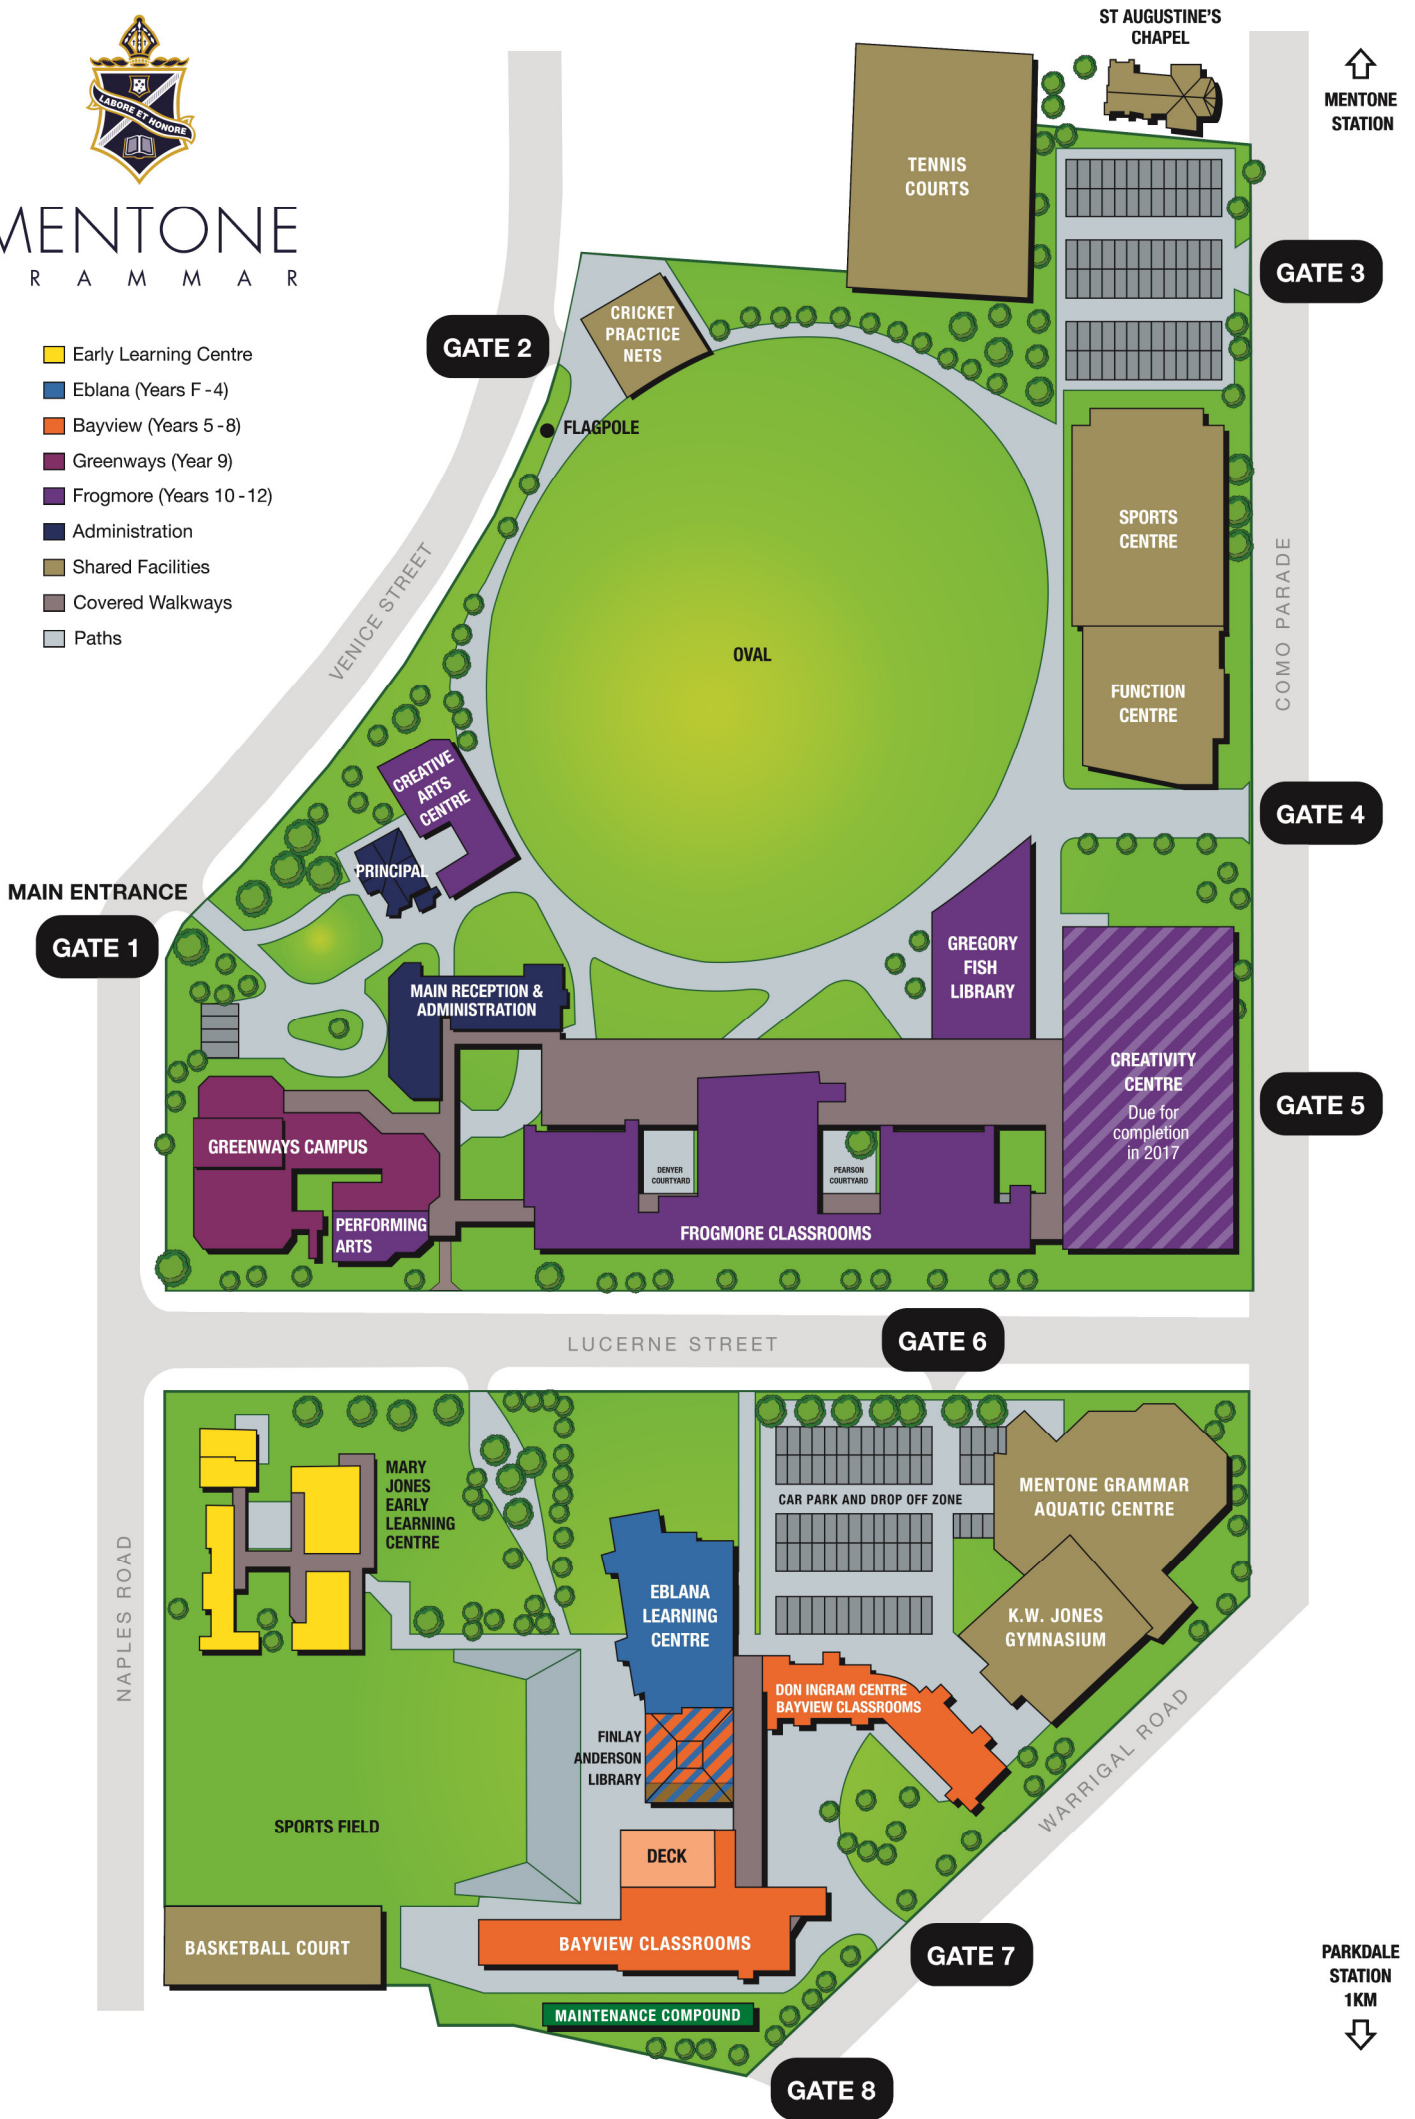 LABORE ET HONORE
MENTONE
R A M M A R
Early Learning Centre
Eblana (Years F - 4)
Bayview (Years 5 - 8)
Greenways (Year 9)
Frogmore (Years 10 - 12)
Administration
Shared Facilities
Covered Walkways
Paths
ST AUGUSTINE'S
CHAPEL
MENTONE
STATION
TENNIS
COURTS
GATE 3
CRICKET
PRACTICE
NETS
GATE 2
FLAGPOLE
SPORTS
CENTRE
VENICE STREET
COMO PARADE
OVAL
FUNCTION
CENTRE
CREATIVE
ARTS
CENTRE
GATE 4
PRINCIPAL
MAIN ENTRANCE
GATE 1
GREGORY
FISH
LIBRARY
MAIN RECEPTION &
ADMINISTRATION
CREATIVITY
CENTRE
Due for
completion
in 2017
GATE 5
GREENWAYS CAMPUS
DENYER
COURTYARD
PEARSON
COURTYARD
PERFORMING
ARTS
FROGMORE CLASSROOMS
LUCERNE STREET
GATE 6
MARY
JONES
EARLY
LEARNING
CENTRE
CAR PARK AND DROP OFF ZONE
MENTONE GRAMMAR
AQUATIC CENTRE
NAPLES ROAD
EBLANA
LEARNING
CENTRE
K.W. JONES
GYMNASIUM
DON INGRAM CENTRE
BAYVIEW CLASSROOMS
FINLAY
ANDERSON
LIBRARY
WARRIGAL ROAD
SPORTS FIELD
DECK
BASKETBALL COURT
BAYVIEW CLASSROOMS
GATE 7
MAINTENANCE COMPOUND
PARKDALE
STATION
1KM
GATE 8